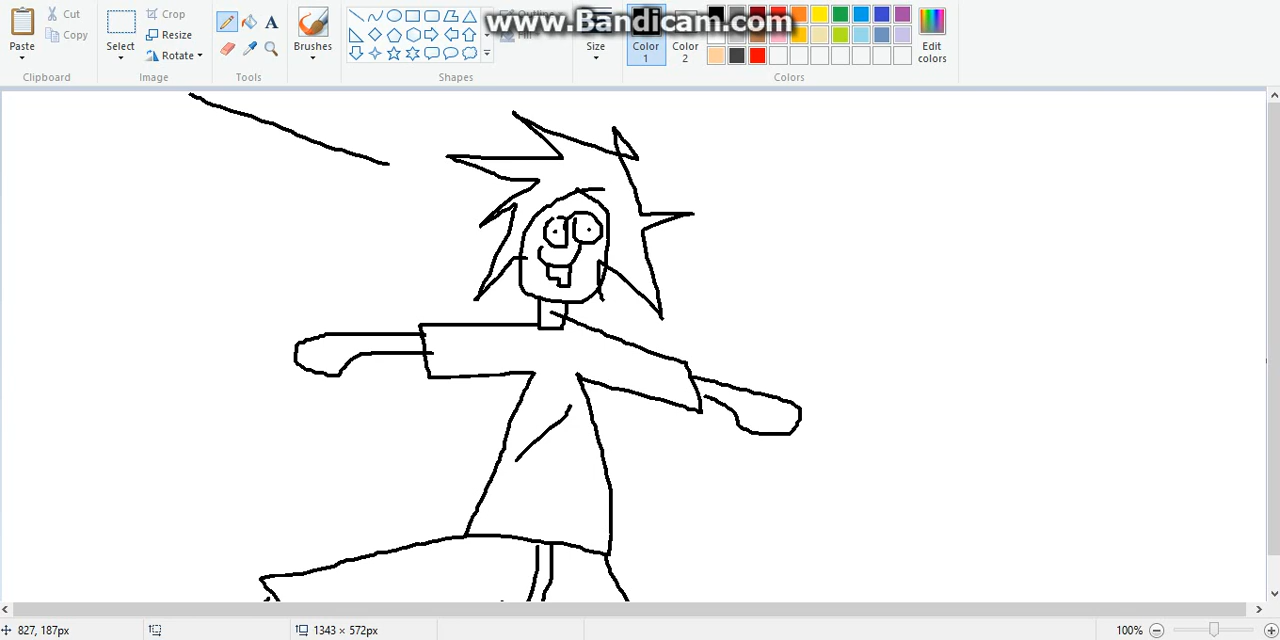 www.Bandicam.com
Paste
Cut
Copy
Clipboard
Select
Crop
Resize
Rotate
Image
Tools
A
Brushes
Shapes
Size
Color
1
Color
2
Edit
colors
Colors
827, 187px
1343 × 572px
100%